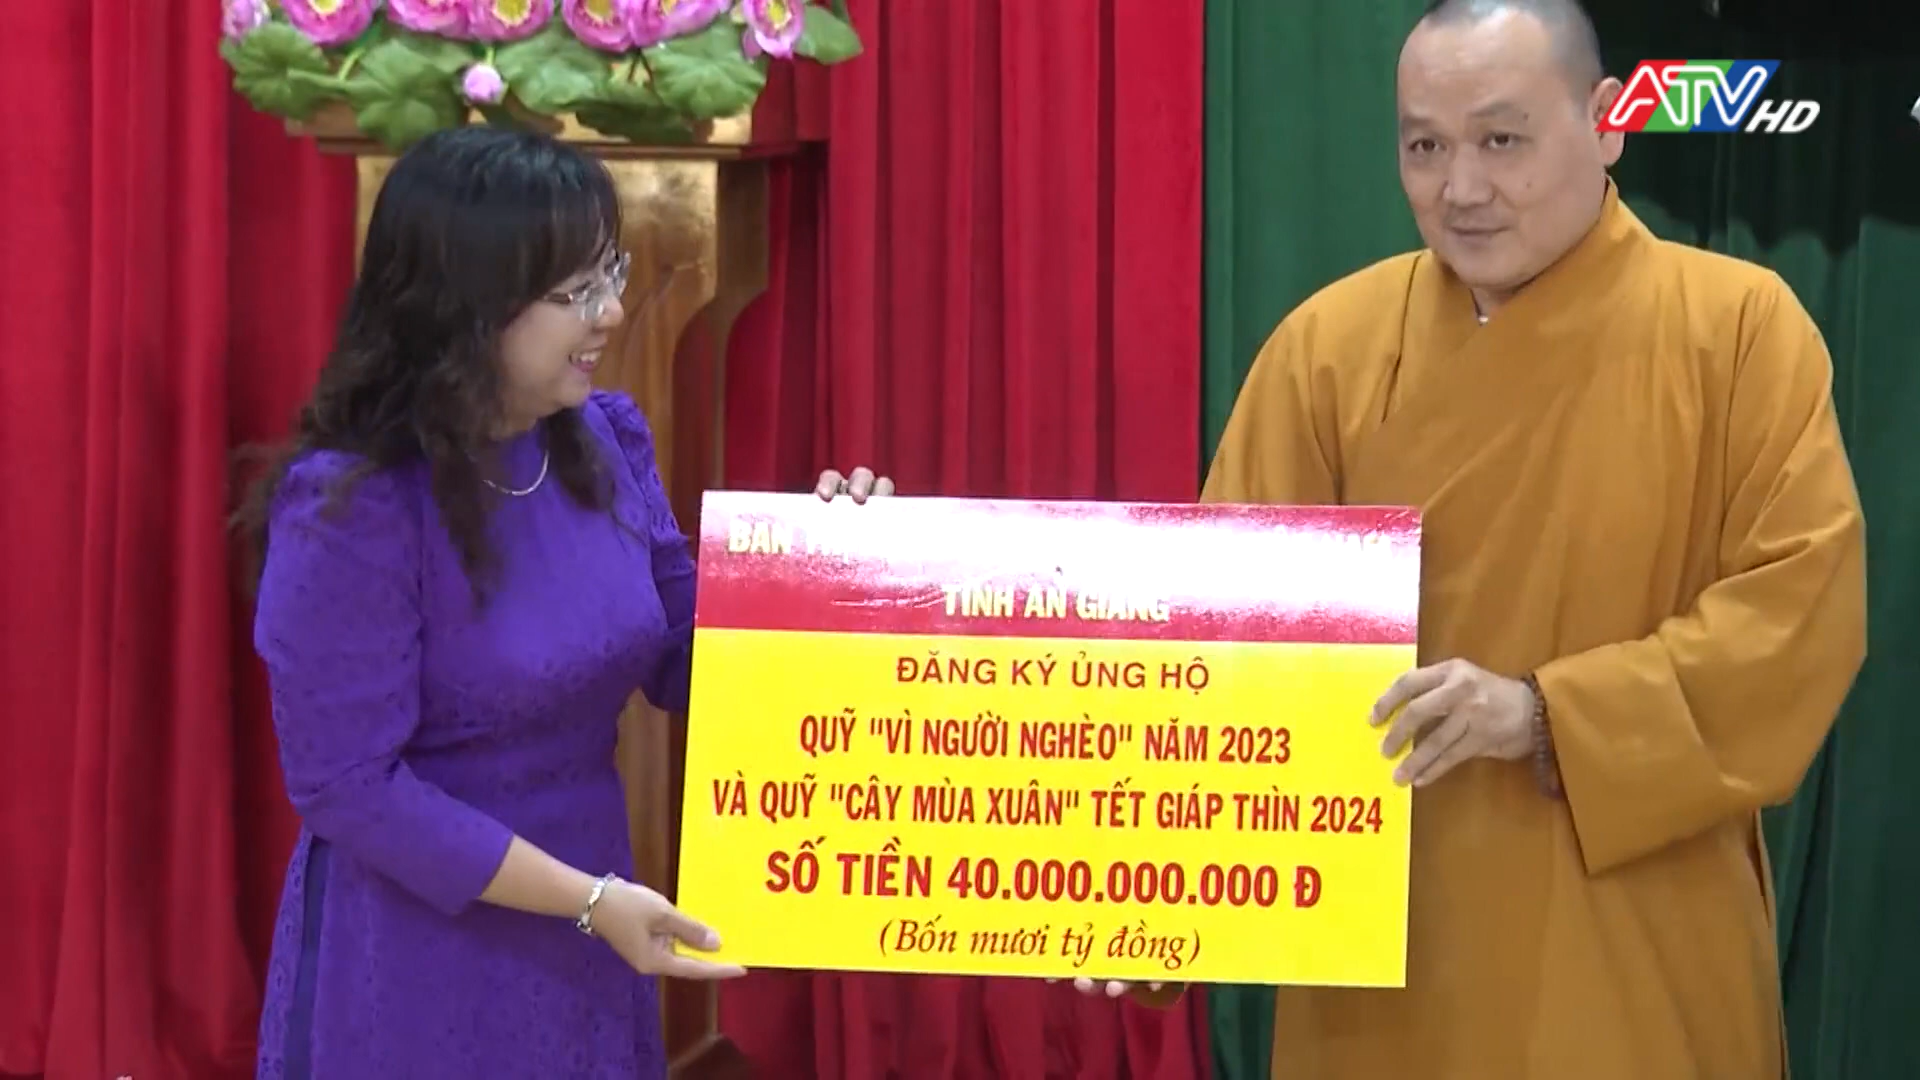 ATV HD
BAN
TỈNH AN GIANG
ĐĂNG KÝ ỦNG HỘ
QUỸ "VÌ NGƯỜI NGHÈO" NĂM 2023
VÀ QUỸ "CÂY MÙA XUÂN" TẾT GIÁP THÌN 2024
SỐ TIỀN 40.000.000.000 Đ
(Bốn mươi tỷ đồng)